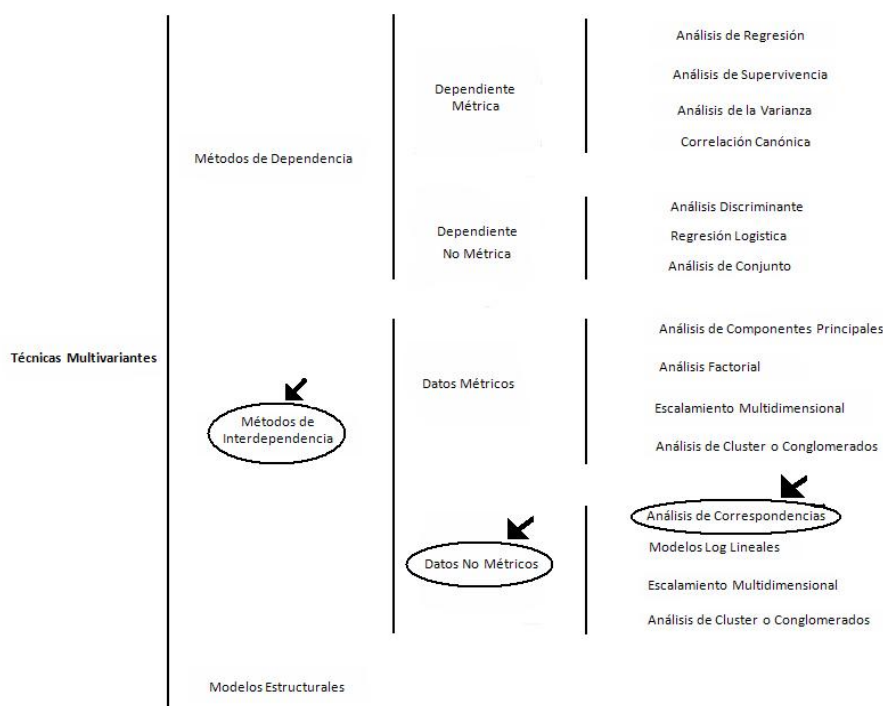 Análisis de Regresión
Análisis de Supervivencia
Dependiente
Métrica
Análisis de la Varianza
Correlación Canónica
Métodos de Dependencia
Análisis Discriminante
Dependiente
No Métrica
Regresión Logistica
Análisis de Conjunto
Análisis de Componentes Principales
Técnicas Multivariantes
Análisis Factorial
Datos Métricos
Escalamiento Multidimensional
Métodos de
Interdependencia
Análisis de Cluster o Conglomerados
Análisis de Correspondencias
Modelos Log Lineales
Datos No Métricos
Escalamiento Multidimensional
Análisis de Cluster o Conglomerados
Modelos Estructurales